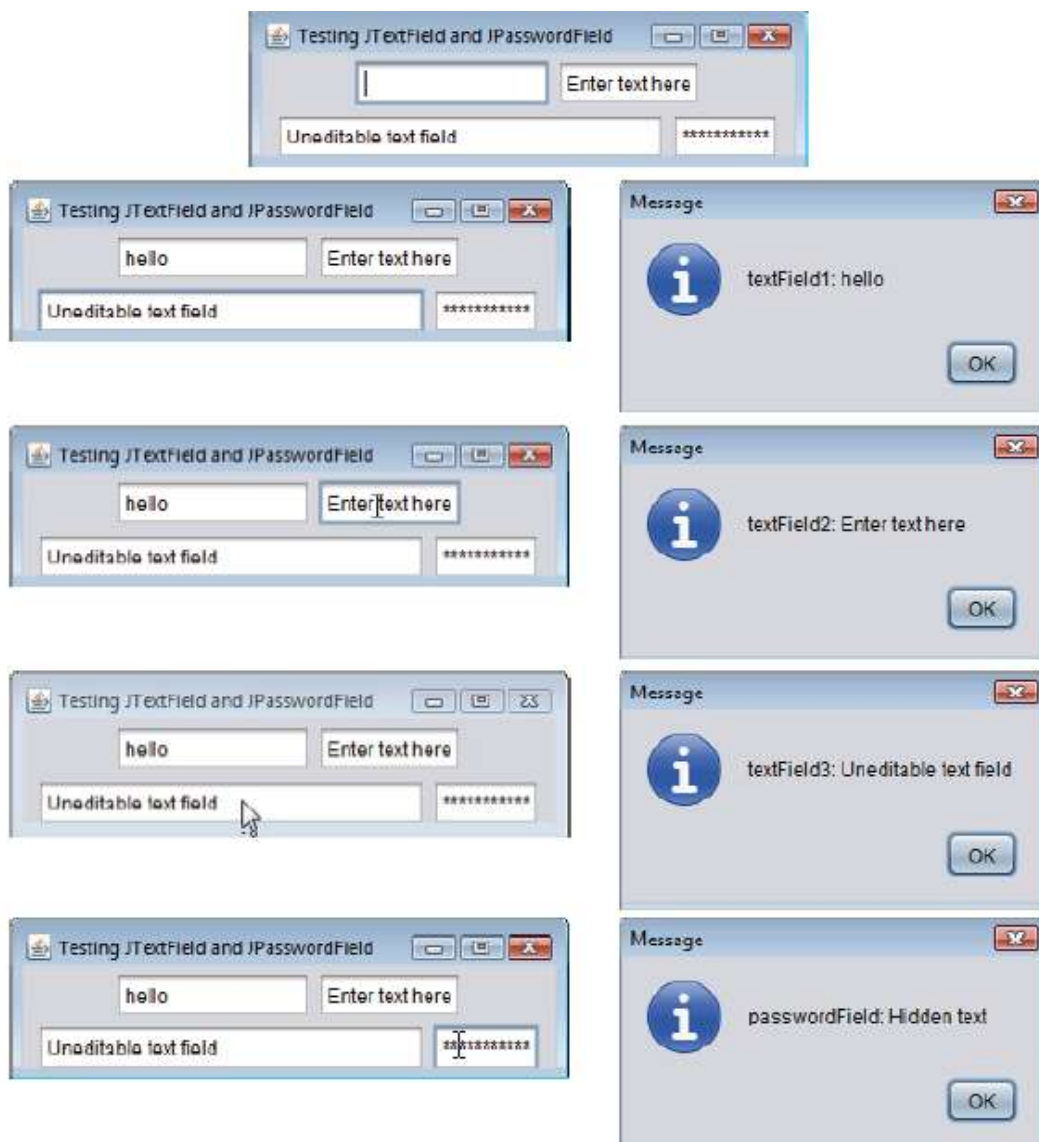 Testing JTextField and JPasswordField
Enter text here
Uneditable text field ***********
Testing JTextField and JPasswordField
hello Enter text here
Uneditable text field ***********
Message
textField1: hello
OK
Testing JTextField and JPasswordField
hello Enter text here
Uneditable text field ***********
Message
textField2: Enter text here
OK
Testing JTextField and JPasswordField
hello Enter text here
Uneditable text field ***********
Message
textField3: Uneditable text field
OK
Testing JTextField and JPasswordField
hello Enter text here
Uneditable text field ***********
Message
passwordField: Hidden text
OK